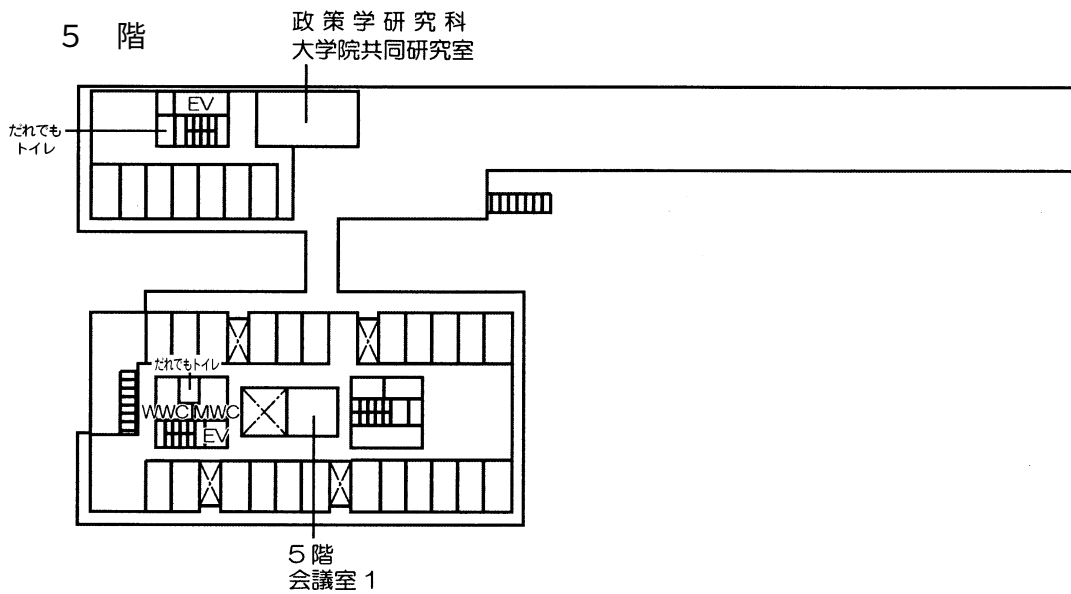 5 階
政策学研究科
大学院共同研究室
EV
だれでも
トイレ
だれでもトイレ
WWC MWC
EV
5階
会議室1